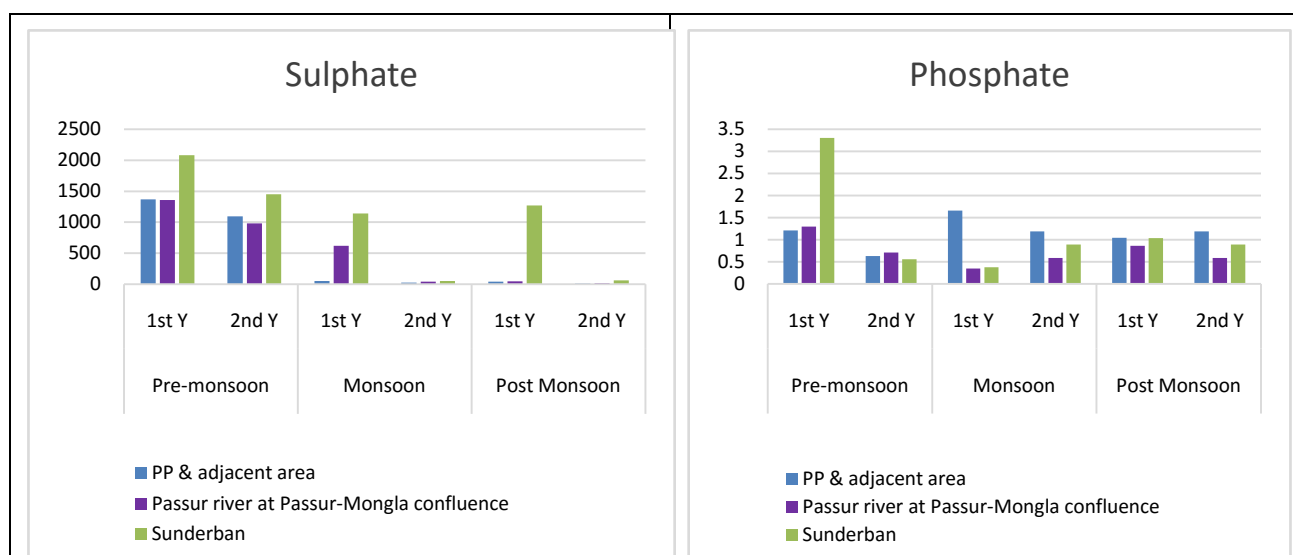 Sulphate
2500
2000
1500
1000
500
0
1st Y 2nd Y 1st Y 2nd Y 1st Y 2nd Y
Pre-monsoon Monsoon Post Monsoon
PP & adjacent area
Passur river at Passur-Mongla confluence
Sunderban
Phosphate
3.5
3
2.5
2
1.5
1
0.5
0
1st Y 2nd Y 1st Y 2nd Y 1st Y 2nd Y
Pre-monsoon Monsoon Post Monsoon
PP & adjacent area
Passur river at Passur-Mongla confluence
Sunderban